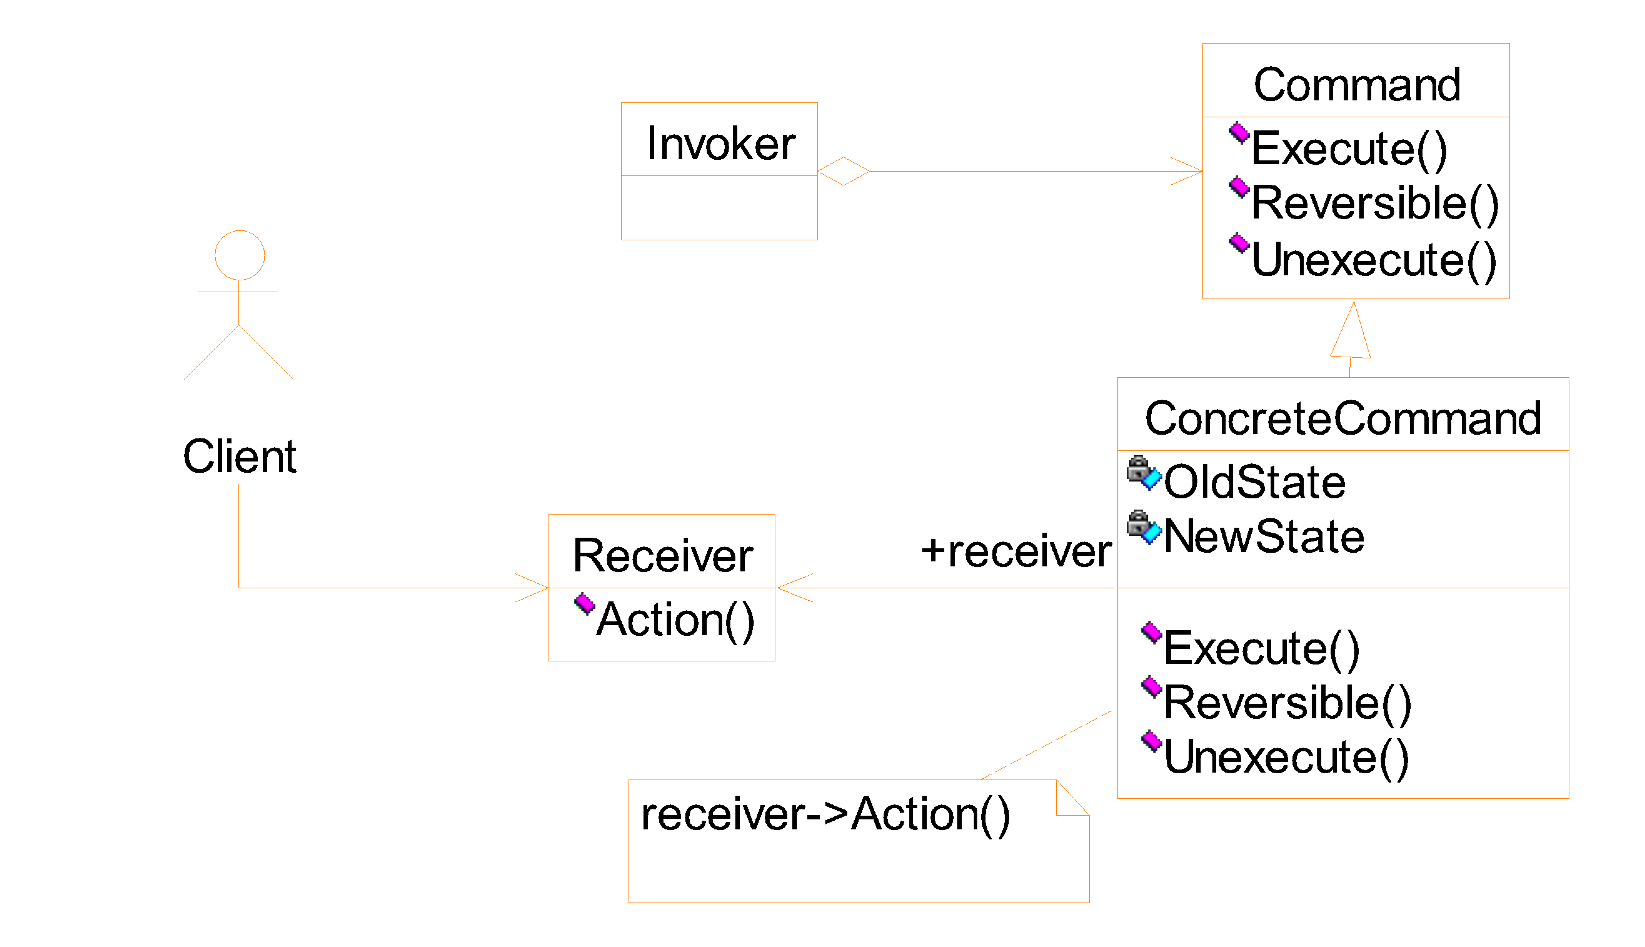 Command
Execute()
Reversible()
Unexecute()
Invoker
Client
ConcreteCommand
OldState
NewState
Execute()
Reversible()
Unexecute()
+receiver
Receiver
Action()
receiver->Action()